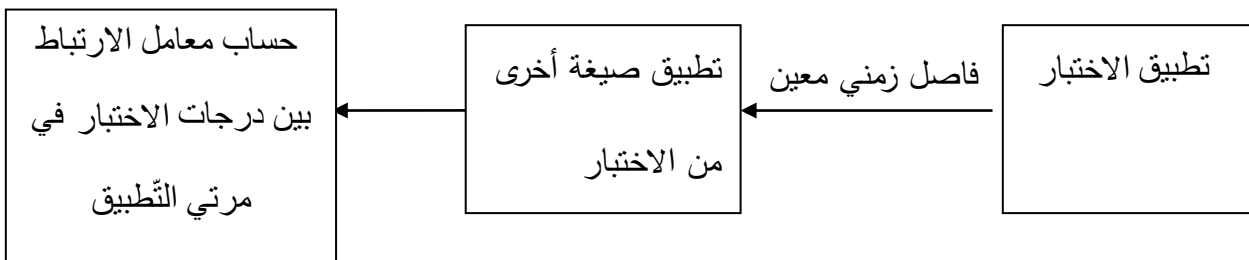 تطبيق الاختبار
فاصل زمني معين
تطبيق صيغة أخرى
من الاختبار
حساب معامل الارتباط
بين درجات الاختبار في
مرتي التّطبيق